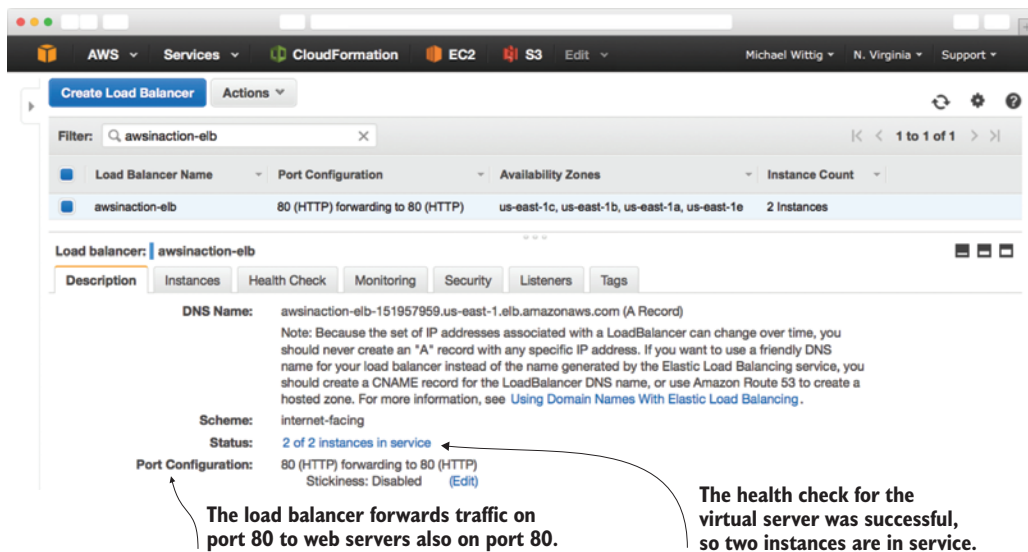 AWS Services CloudFormation EC2 S3 Edit Michael Wittig N. Virginia Support
Create Load Balancer Actions
Filter: awsinaction-elb 1 to 1 of 1
Load Balancer Name Port Configuration Availability Zones Instance Count
awsinaction-elb 80 (HTTP) forwarding to 80 (HTTP) us-east-1c, us-east-1b, us-east-1a, us-east-1e 2 Instances
Load balancer: awsinaction-elb
Description Instances Health Check Monitoring Security Listeners Tags
DNS Name: awsinaction-elb-151957959.us-east-1.elb.amazonaws.com (A Record)
Note: Because the set of IP addresses associated with a LoadBalancer can change over time, you
should never create an "A" record with any specific IP address. If you want to use a friendly DNS
name for your load balancer instead of the name generated by the Elastic Load Balancing service, you
should create a CNAME record for the LoadBalancer DNS name, or use Amazon Route 53 to create a
hosted zone. For more information, see Using Domain Names With Elastic Load Balancing.
Scheme: internet-facing
Status: 2 of 2 instances in service
Port Configuration: 80 (HTTP) forwarding to 80 (HTTP)
Stickiness: Disabled (Edit)
The load balancer forwards traffic on
port 80 to web servers also on port 80.
The health check for the
virtual server was successful,
so two instances are in service.